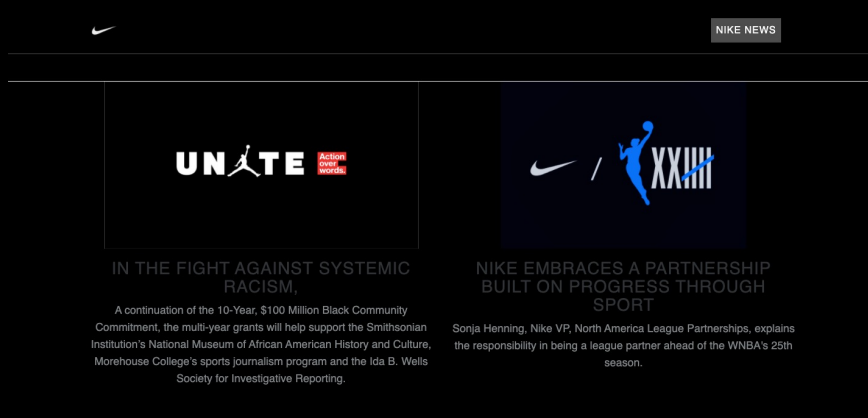 NIKE NEWS
UNITE
Action
over
words.
XXIIIII
IN THE FIGHT AGAINST SYSTEMIC
RACISM,
A continuation of the 10-Year, $100 Million Black Community
Commitment, the multi-year grants will help support the Smithsonian
Institution's National Museum of African American History and Culture,
Morehouse College's sports journalism program and the Ida B. Wells
Society for Investigative Reporting.
NIKE EMBRACES A PARTNERSHIP
BUILT ON PROGRESS THROUGH
SPORT
Sonja Henning, Nike VP, North America League Partnerships, explains
the responsibility in being a league partner ahead of the WNBA's 25th
season.